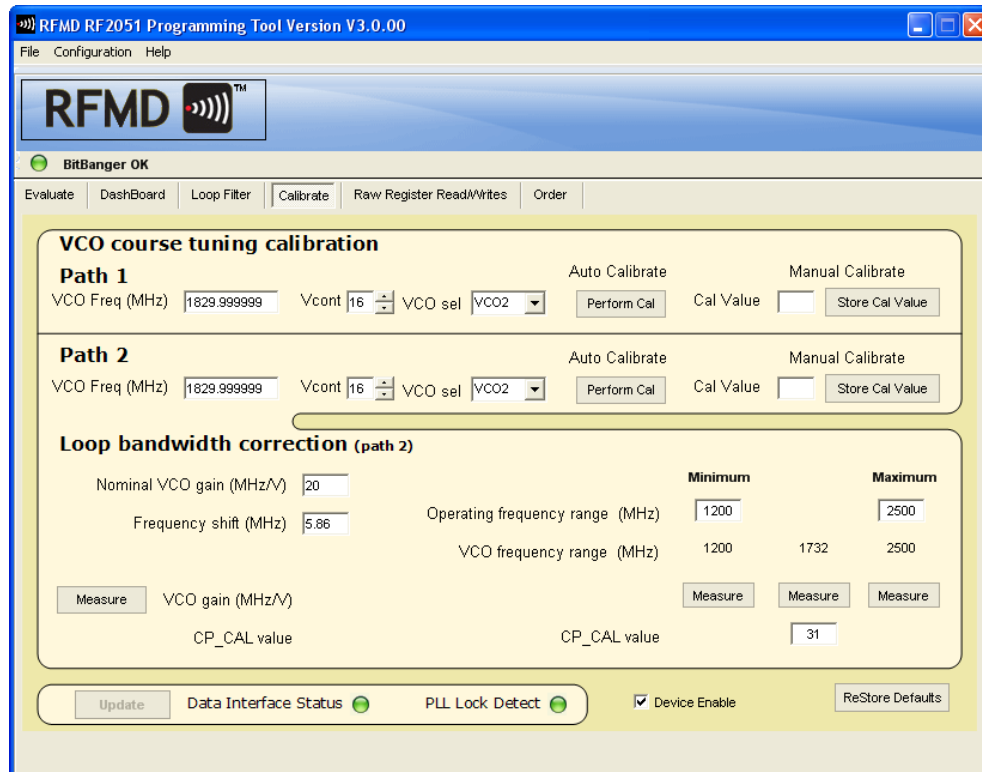 RFMD RF2051 Programming Tool Version V3.0.00
File Configuration Help
RFMD TM
BitBanger OK
Evaluate DashBoard Loop Filter Calibrate Raw Register Read/Writes Order
VCO course tuning calibration
Path 1 Auto Calibrate Manual Calibrate
VCO Freq (MHz) 1829.999999 Vcont 16 VCO sel VCO2 Perform Cal Cal Value Store Cal Value
Path 2 Auto Calibrate Manual Calibrate
VCO Freq (MHz) 1829.999999 Vcont 16 VCO sel VCO2 Perform Cal Cal Value Store Cal Value
Loop bandwidth correction (path 2)
Minimum Maximum
Nominal VCO gain (MHz/V) 20
Frequency shift (MHz) 5.86 Operating frequency range (MHz) 1200 2500
VCO frequency range (MHz) 1200 1732 2500
Measure VCO gain (MHz/V) Measure Measure Measure
CP_CAL value CP_CAL value 31
Update Data Interface Status PLL Lock Detect Device Enable ReStore Defaults